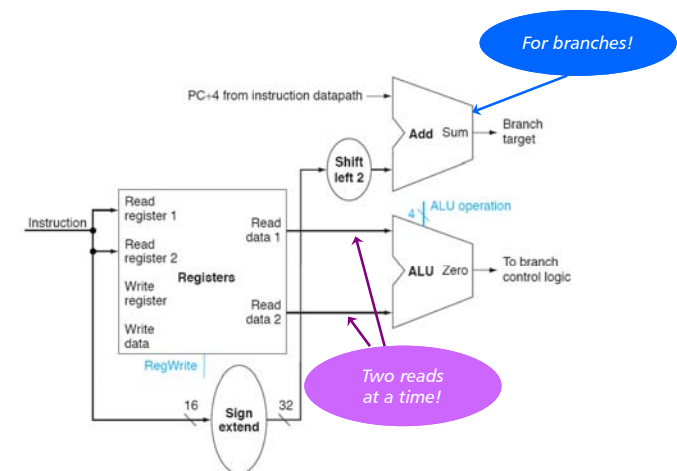 For branches!
PC+4 from instruction datapath
Add Sum
Branch
target
Shift
left 2
Instruction
Read
register 1
Read
register 2
Write
register
Write
data
Registers
Read
data 1
Read
data 2
RegWrite
4
ALU operation
ALU Zero
To branch
control logic
Two reads
at a time!
16
Sign
extend
32